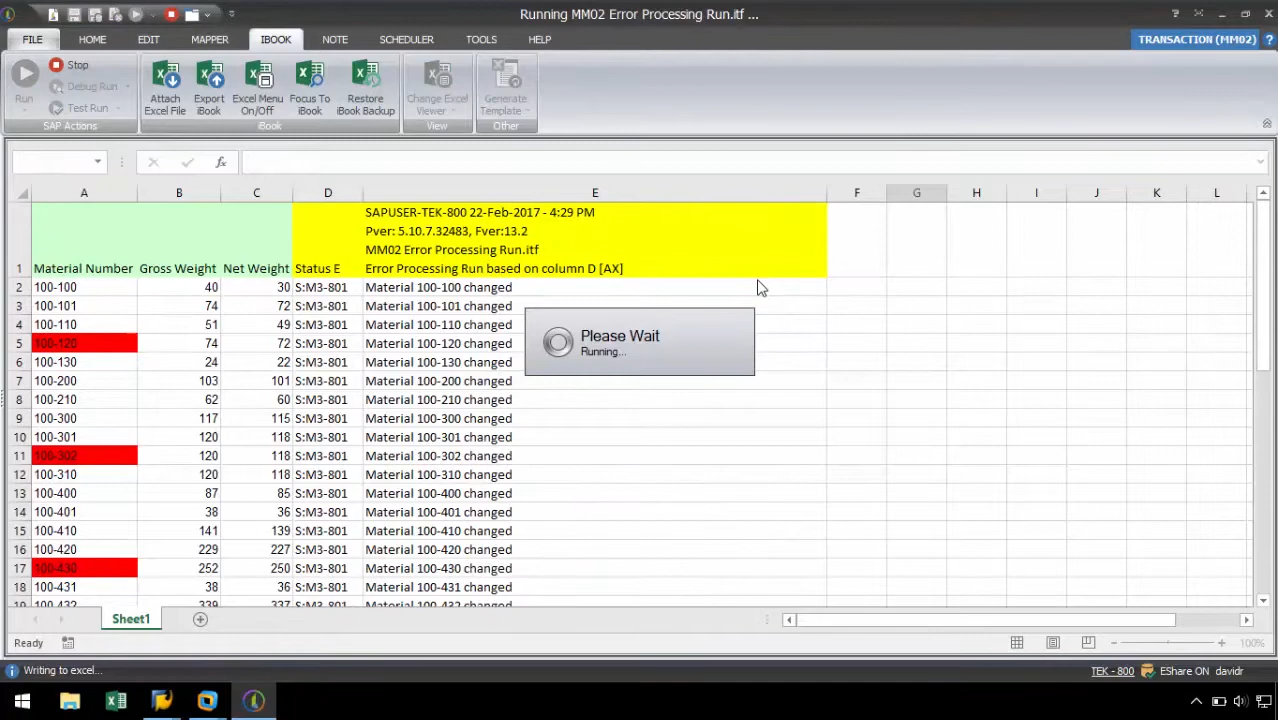 Running MM02 Error Processing Run.itf ...
FILE HOME EDIT MAPPER IBOOK NOTE SCHEDULER TOOLS HELP TRANSACTION (MM02)
Run Stop Debug Run Test Run
Attach Excel File Export iBook Excel Menu On/Off Focus To iBook Restore iBook Backup Change Excel Viewer Generate Template
SAP Actions iBook View Other
fx
A B C D E F G H I J K L
SAPUSER-TEK-800 22-Feb-2017 - 4:29 PM
Pver: 5.10.7.32483, Fver:13.2
MM02 Error Processing Run.itf
1 Material Number Gross Weight Net Weight Status E Error Processing Run based on column D [AX]
2 100-100 40 30 S:M3-801 Material 100-100 changed
3 100-101 74 72 S:M3-801 Material 100-101 changed
4 100-110 51 49 S:M3-801 Material 100-110 changed
5 100-120 74 72 S:M3-801 Material 100-120 changed
6 100-130 24 22 S:M3-801 Material 100-130 changed
7 100-200 103 101 S:M3-801 Material 100-200 changed
8 100-210 62 60 S:M3-801 Material 100-210 changed
9 100-300 117 115 S:M3-801 Material 100-300 changed
10 100-301 120 118 S:M3-801 Material 100-301 changed
11 100-302 120 118 S:M3-801 Material 100-302 changed
12 100-310 120 118 S:M3-801 Material 100-310 changed
13 100-400 87 85 S:M3-801 Material 100-400 changed
14 100-401 38 36 S:M3-801 Material 100-401 changed
15 100-410 141 139 S:M3-801 Material 100-410 changed
16 100-420 229 227 S:M3-801 Material 100-420 changed
17 100-430 252 250 S:M3-801 Material 100-430 changed
18 100-431 38 36 S:M3-801 Material 100-431 changed
19 100-432 339 337 S:M3-801 Material 100-432 changed
Please Wait
Running...
Sheet1
Ready 100%
Writing to excel... TEK - 800 EShare ON davidr